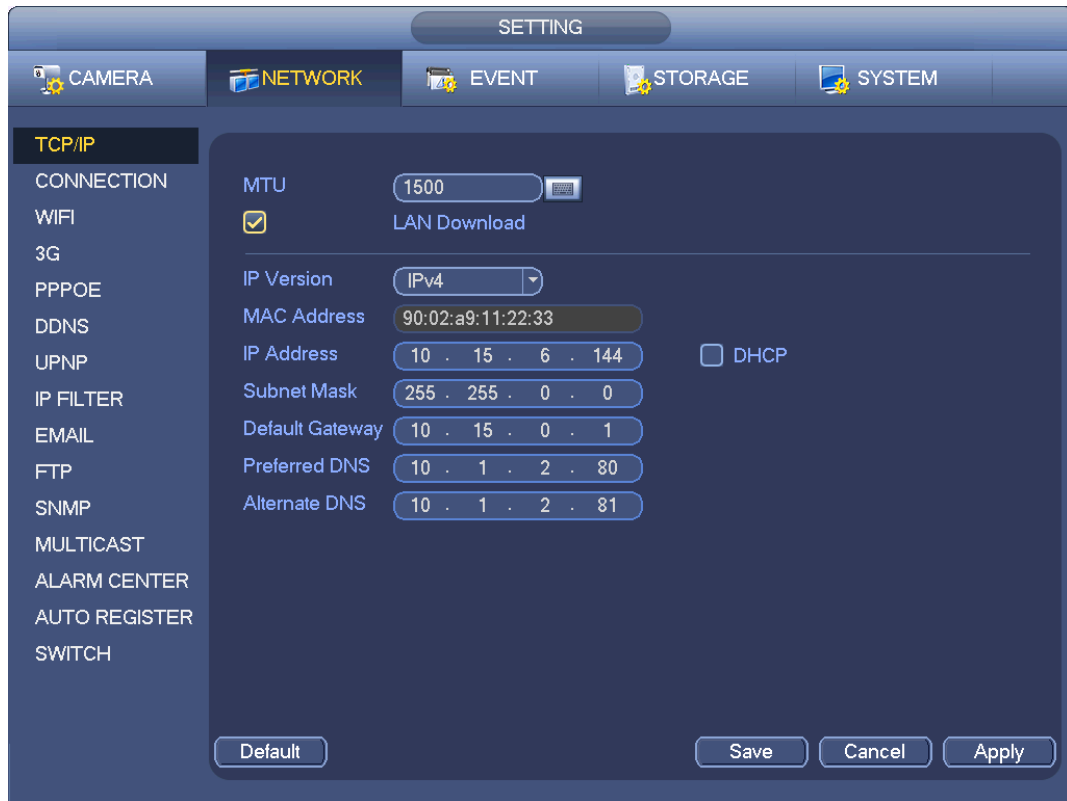 SETTING
CAMERA NETWORK EVENT STORAGE SYSTEM
TCP/IP
CONNECTION
WIFI
3G
PPPOE
DDNS
UPNP
IP FILTER
EMAIL
FTP
SNMP
MULTICAST
ALARM CENTER
AUTO REGISTER
SWITCH
MTU 1500
LAN Download
IP Version IPv4
MAC Address 90:02:a9:11:22:33
IP Address 10 . 15 . 6 . 144 DHCP
Subnet Mask 255 . 255 . 0 . 0
Default Gateway 10 . 15 . 0 . 1
Preferred DNS 10 . 1 . 2 . 80
Alternate DNS 10 . 1 . 2 . 81
Default Save Cancel Apply